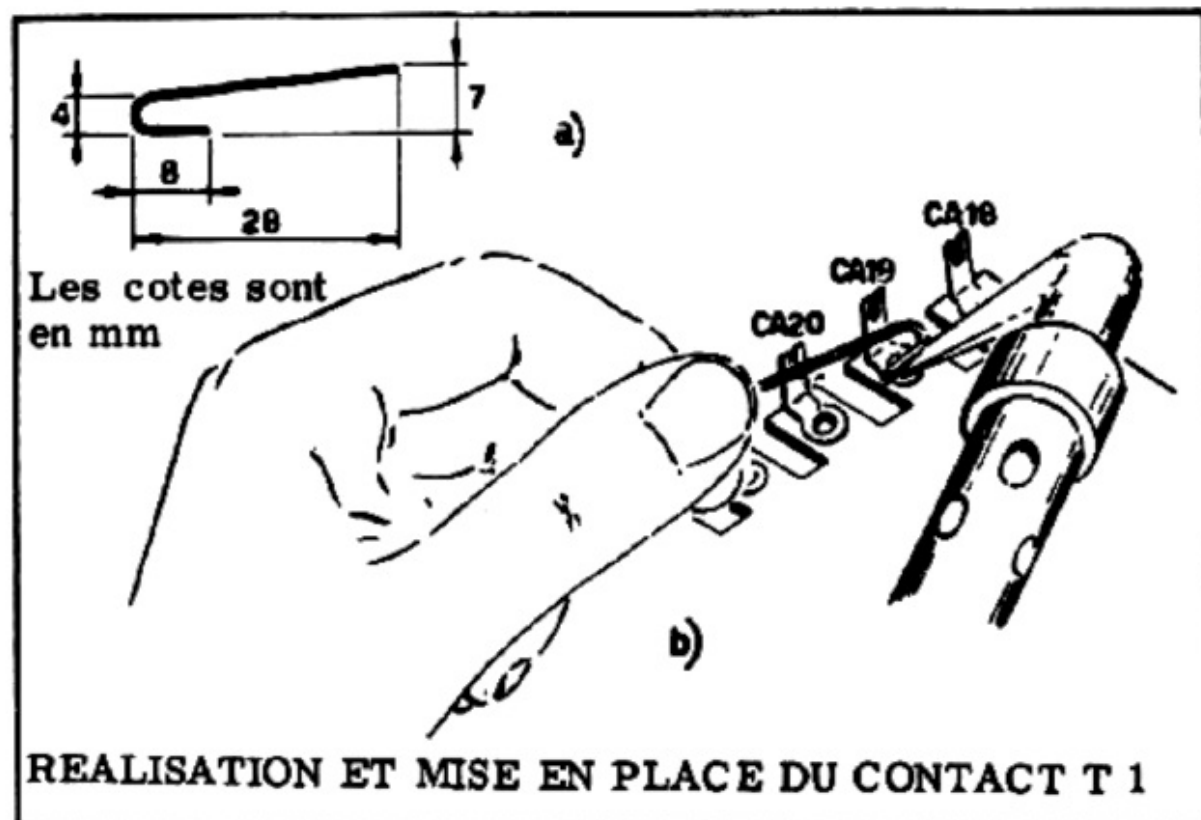 4
7
a)
8
28
Les cotes sont
en mm
CA18
CA19
CA20
b)
REALISATION ET MISE EN PLACE DU CONTACT T 1